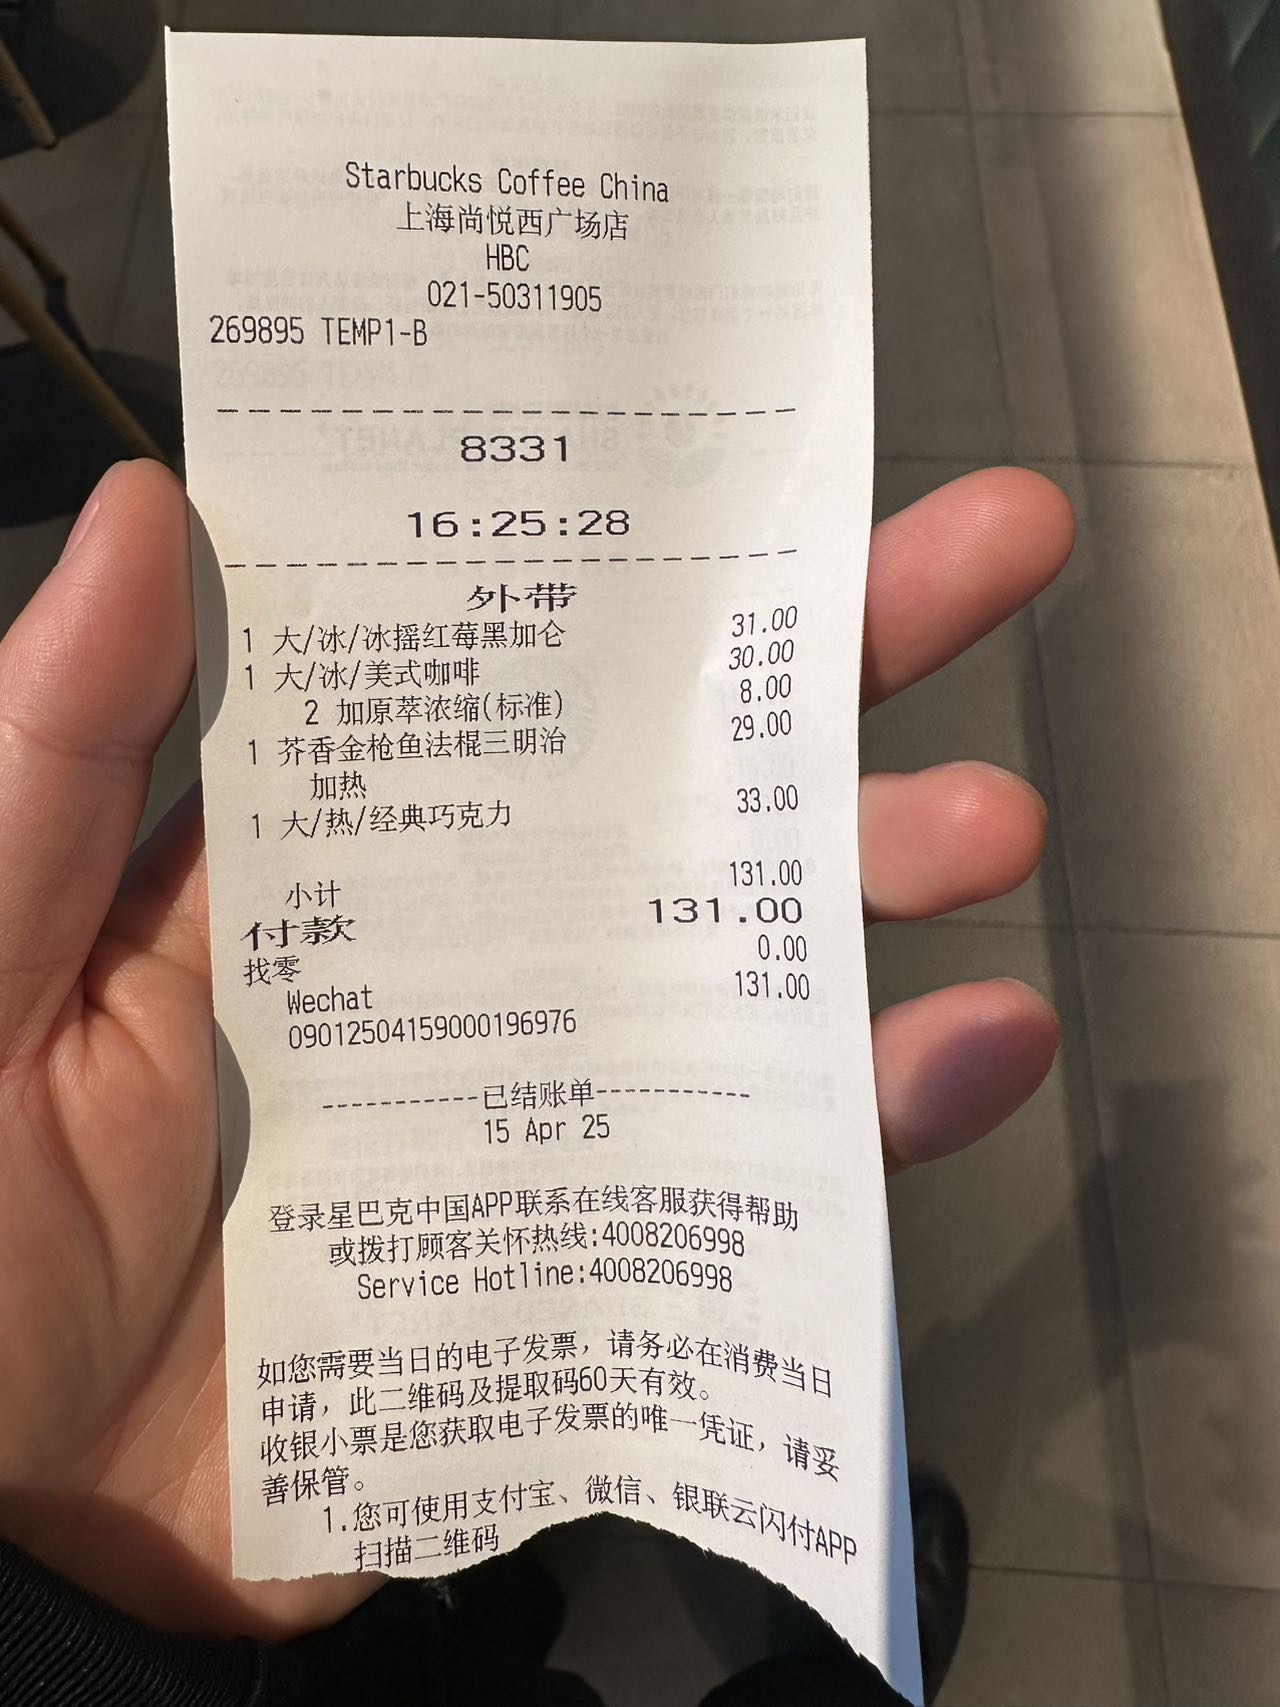 Starbucks Coffee China
上海尚悦西广场店
HBC
021-50311905
269895 TEMP1-B
8331
16:25:28
外带
1 大/冰/冰摇红莓黑加仑 31.00
1 大/冰/美式咖啡 30.00
2 加原萃浓缩(标准) 8.00
1 芥香金枪鱼法棍三明治 29.00
加热
1 大/热/经典巧克力 33.00
小计 131.00
付款 131.00
找零 0.00
Wechat 131.00
09012504159000196976
-----------已结账单-----------
15 Apr 25
登录星巴克中国APP联系在线客服获得帮助
或拨打顾客关怀热线:4008206998
Service Hotline:4008206998
如您需要当日的电子发票，请务必在消费当日
申请，此二维码及提取码60天有效。
收银小票是您获取电子发票的唯一凭证，请妥
善保管。
1.您可使用支付宝、微信、银联云闪付APP
扫描二维码